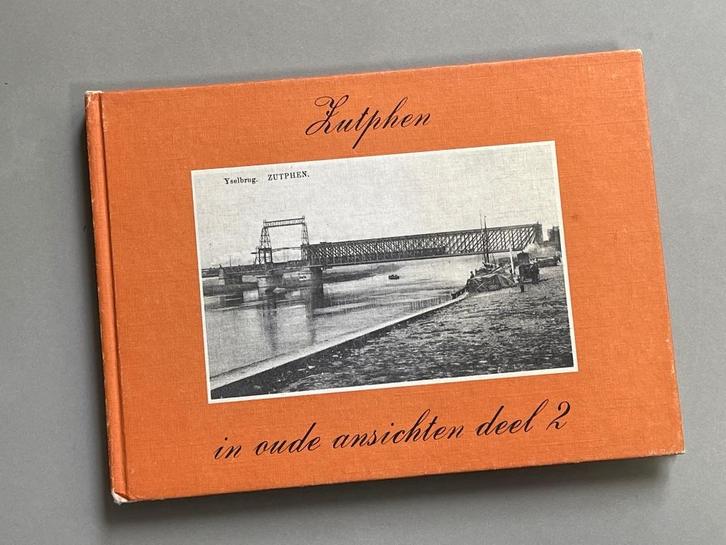 Zutphen
Yselbrug. ZUTPHEN.
in oude ansichten deel 2